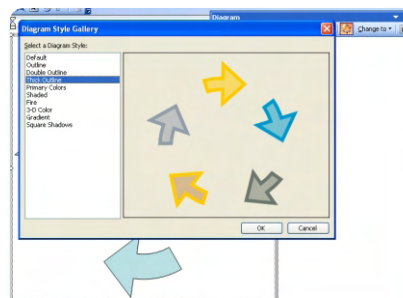 Diagram
Diagram Style Gallery
Change to
Select a Diagram Style:
Default
Outline
Double Outline
Thick Outline
Primary Colors
Shaded
Fire
3-D Color
Gradient
Square Shadows
OK
Cancel